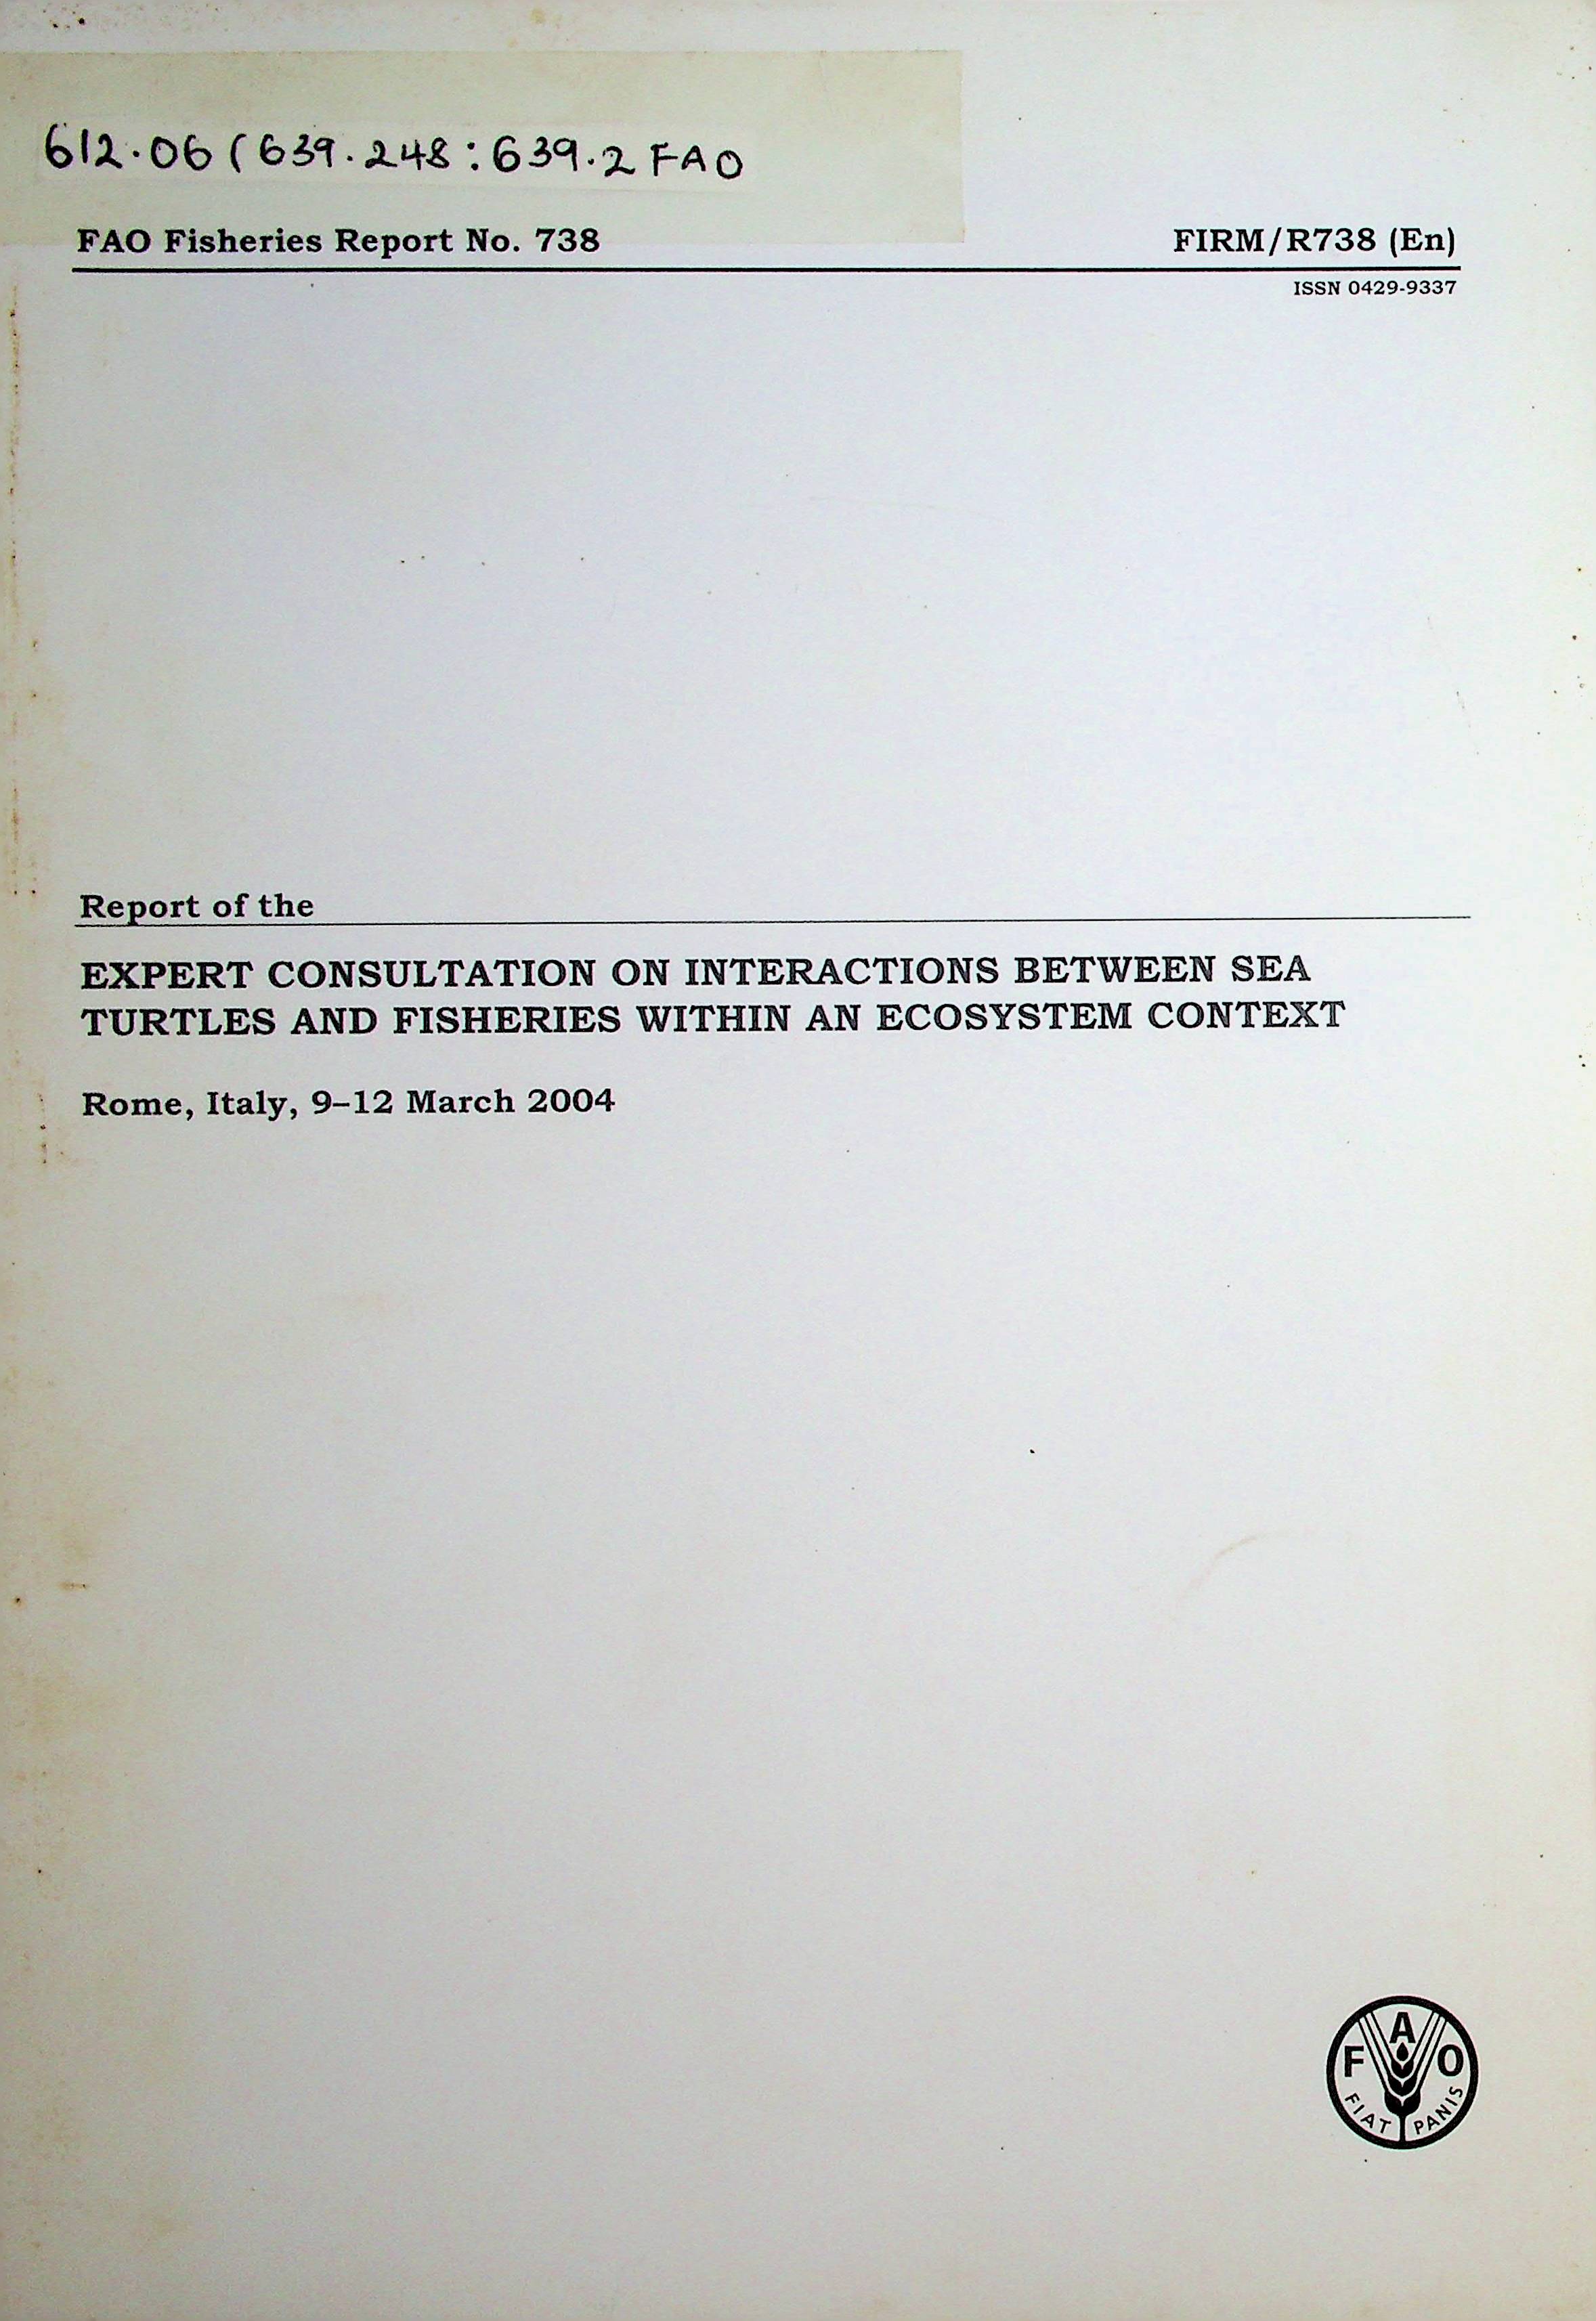 612.06 (639.248:639.2 FAO
FAO Fisheries Report No. 738
FIRM/R738 (En)
ISSN 0429-9337
Report of the
EXPERT CONSULTATION ON INTERACTIONS BETWEEN SEA
TURTLES AND FISHERIES WITHIN AN ECOSYSTEM CONTEXT
Rome, Italy, 9–12 March 2004
F A O
FIAT PANIS